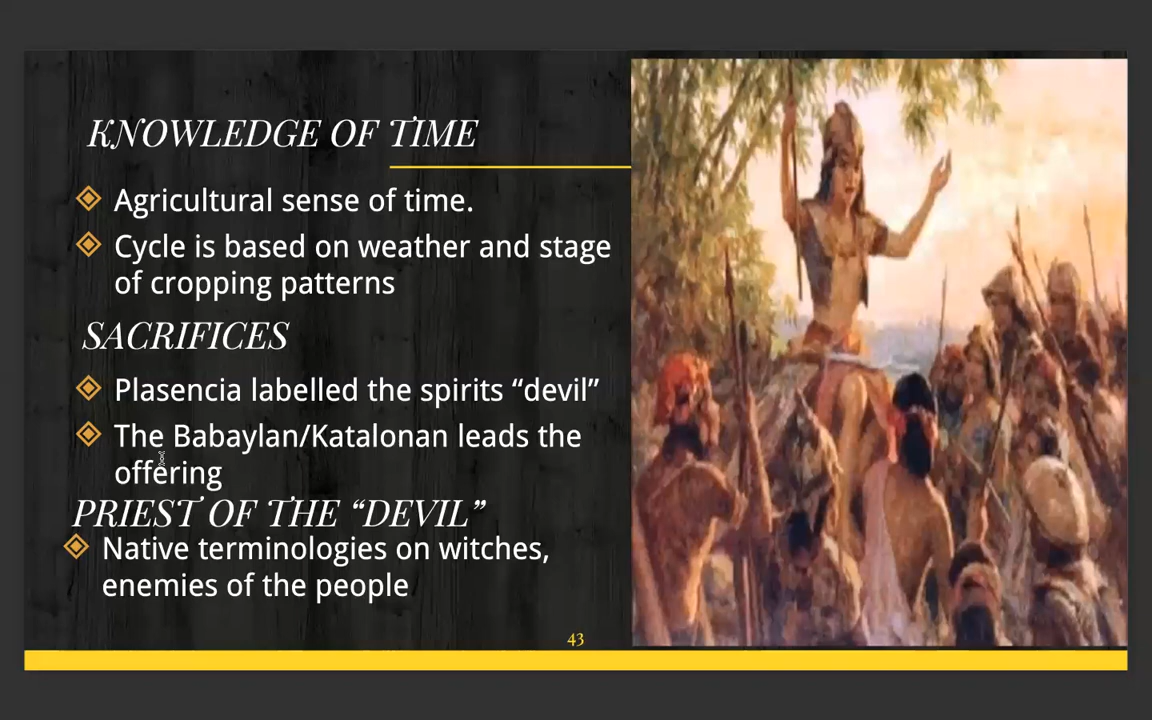 KNOWLEDGE OF TIME
Agricultural sense of time.
Cycle is based on weather and stage
of cropping patterns
SACRIFICES
Plasencia labelled the spirits “devil”
The Babaylan/Katalonan leads the
offering
PRIEST OF THE “DEVIL”
Native terminologies on witches,
enemies of the people
43